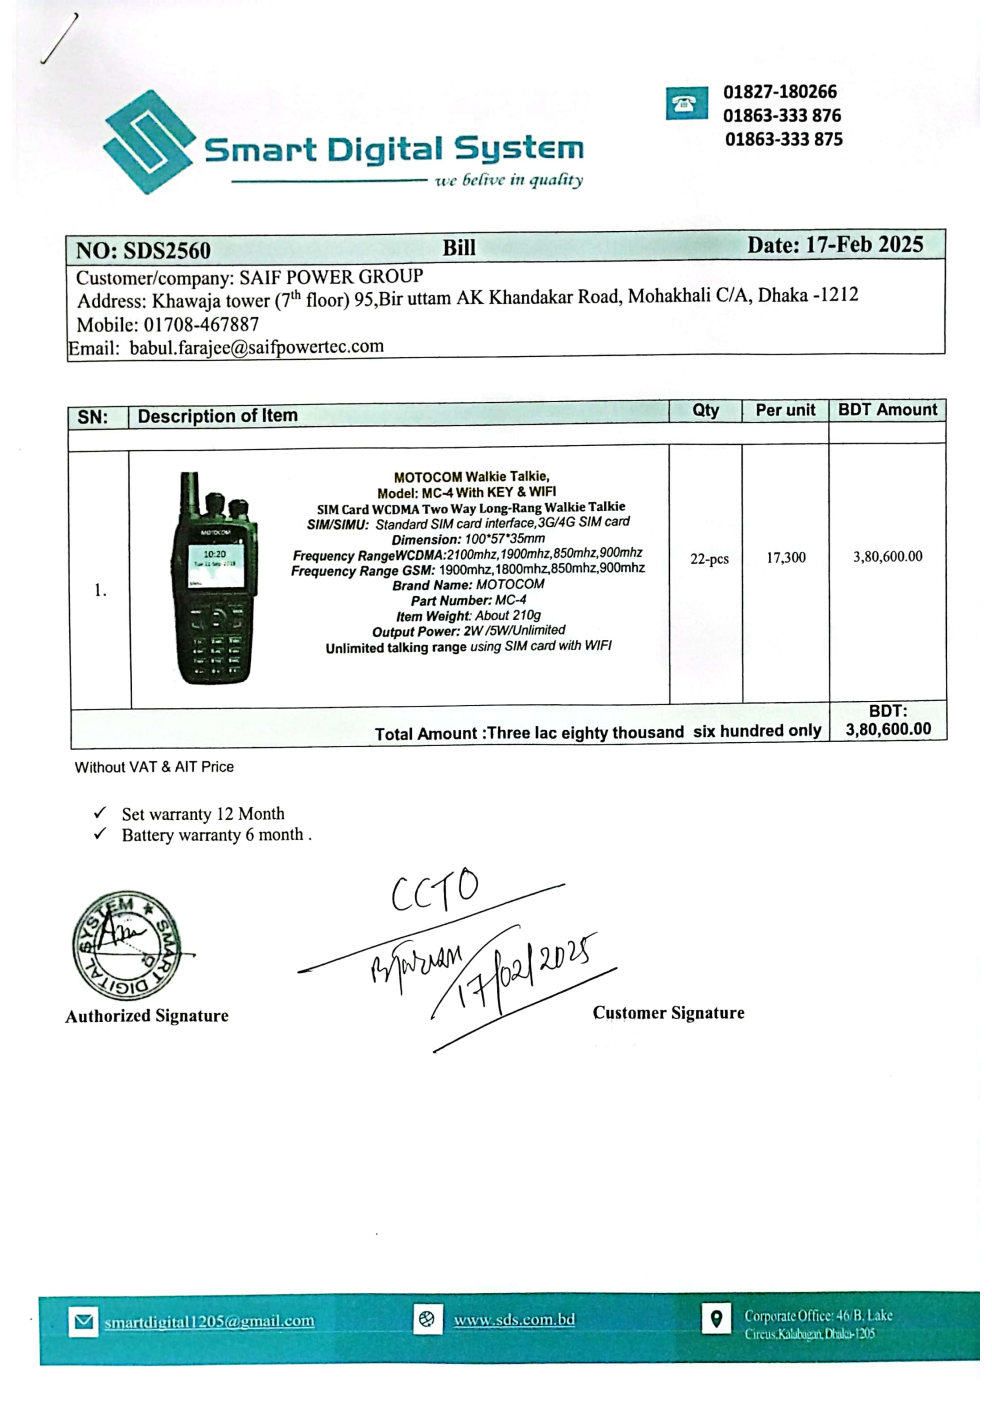 01827-180266
01863-333 876
01863-333 875
Smart Digital System
we belive in quality
NO: SDS2560 Bill Date: 17-Feb 2025
Customer/company: SAIF POWER GROUP
Address: Khawaja tower (7th floor) 95,Bir uttam AK Khandakar Road, Mohakhali C/A, Dhaka -1212
Mobile: 01708-467887
Email: babul.farajee@saifpowertec.com
SN: Description of Item Qty Per unit BDT Amount
MOTOCOM Walkie Talkie,
Model: MC-4 With KEY & WIFI
SIM Card WCDMA Two Way Long-Rang Walkie Talkie
SIM/SIMU: Standard SIM card interface,3G/4G SIM card
Dimension: 100*57*35mm
Frequency RangeWCDMA:2100mhz,1900mhz,850mhz,900mhz
Frequency Range GSM: 1900mhz,1800mhz,850mhz,900mhz
Brand Name: MOTOCOM
Part Number: MC-4
Item Weight: About 210g
Output Power: 2W /5W/Unlimited
Unlimited talking range using SIM card with WIFI
1. 22-pcs 17,300 3,80,600.00
MOTOCOM
10:20
Total Amount :Three lac eighty thousand six hundred only BDT: 3,80,600.00
Without VAT & AIT Price
✓ Set warranty 12 Month
✓ Battery warranty 6 month .
CCTO
17/02/2025
SMART DIGITAL SYSTEM
Authorized Signature
Customer Signature
smartdigital1205@gmail.com
www.sds.com.bd
Corporate Office: 46/B, Lake
Circus,Kalabagan, Dhaka-1205